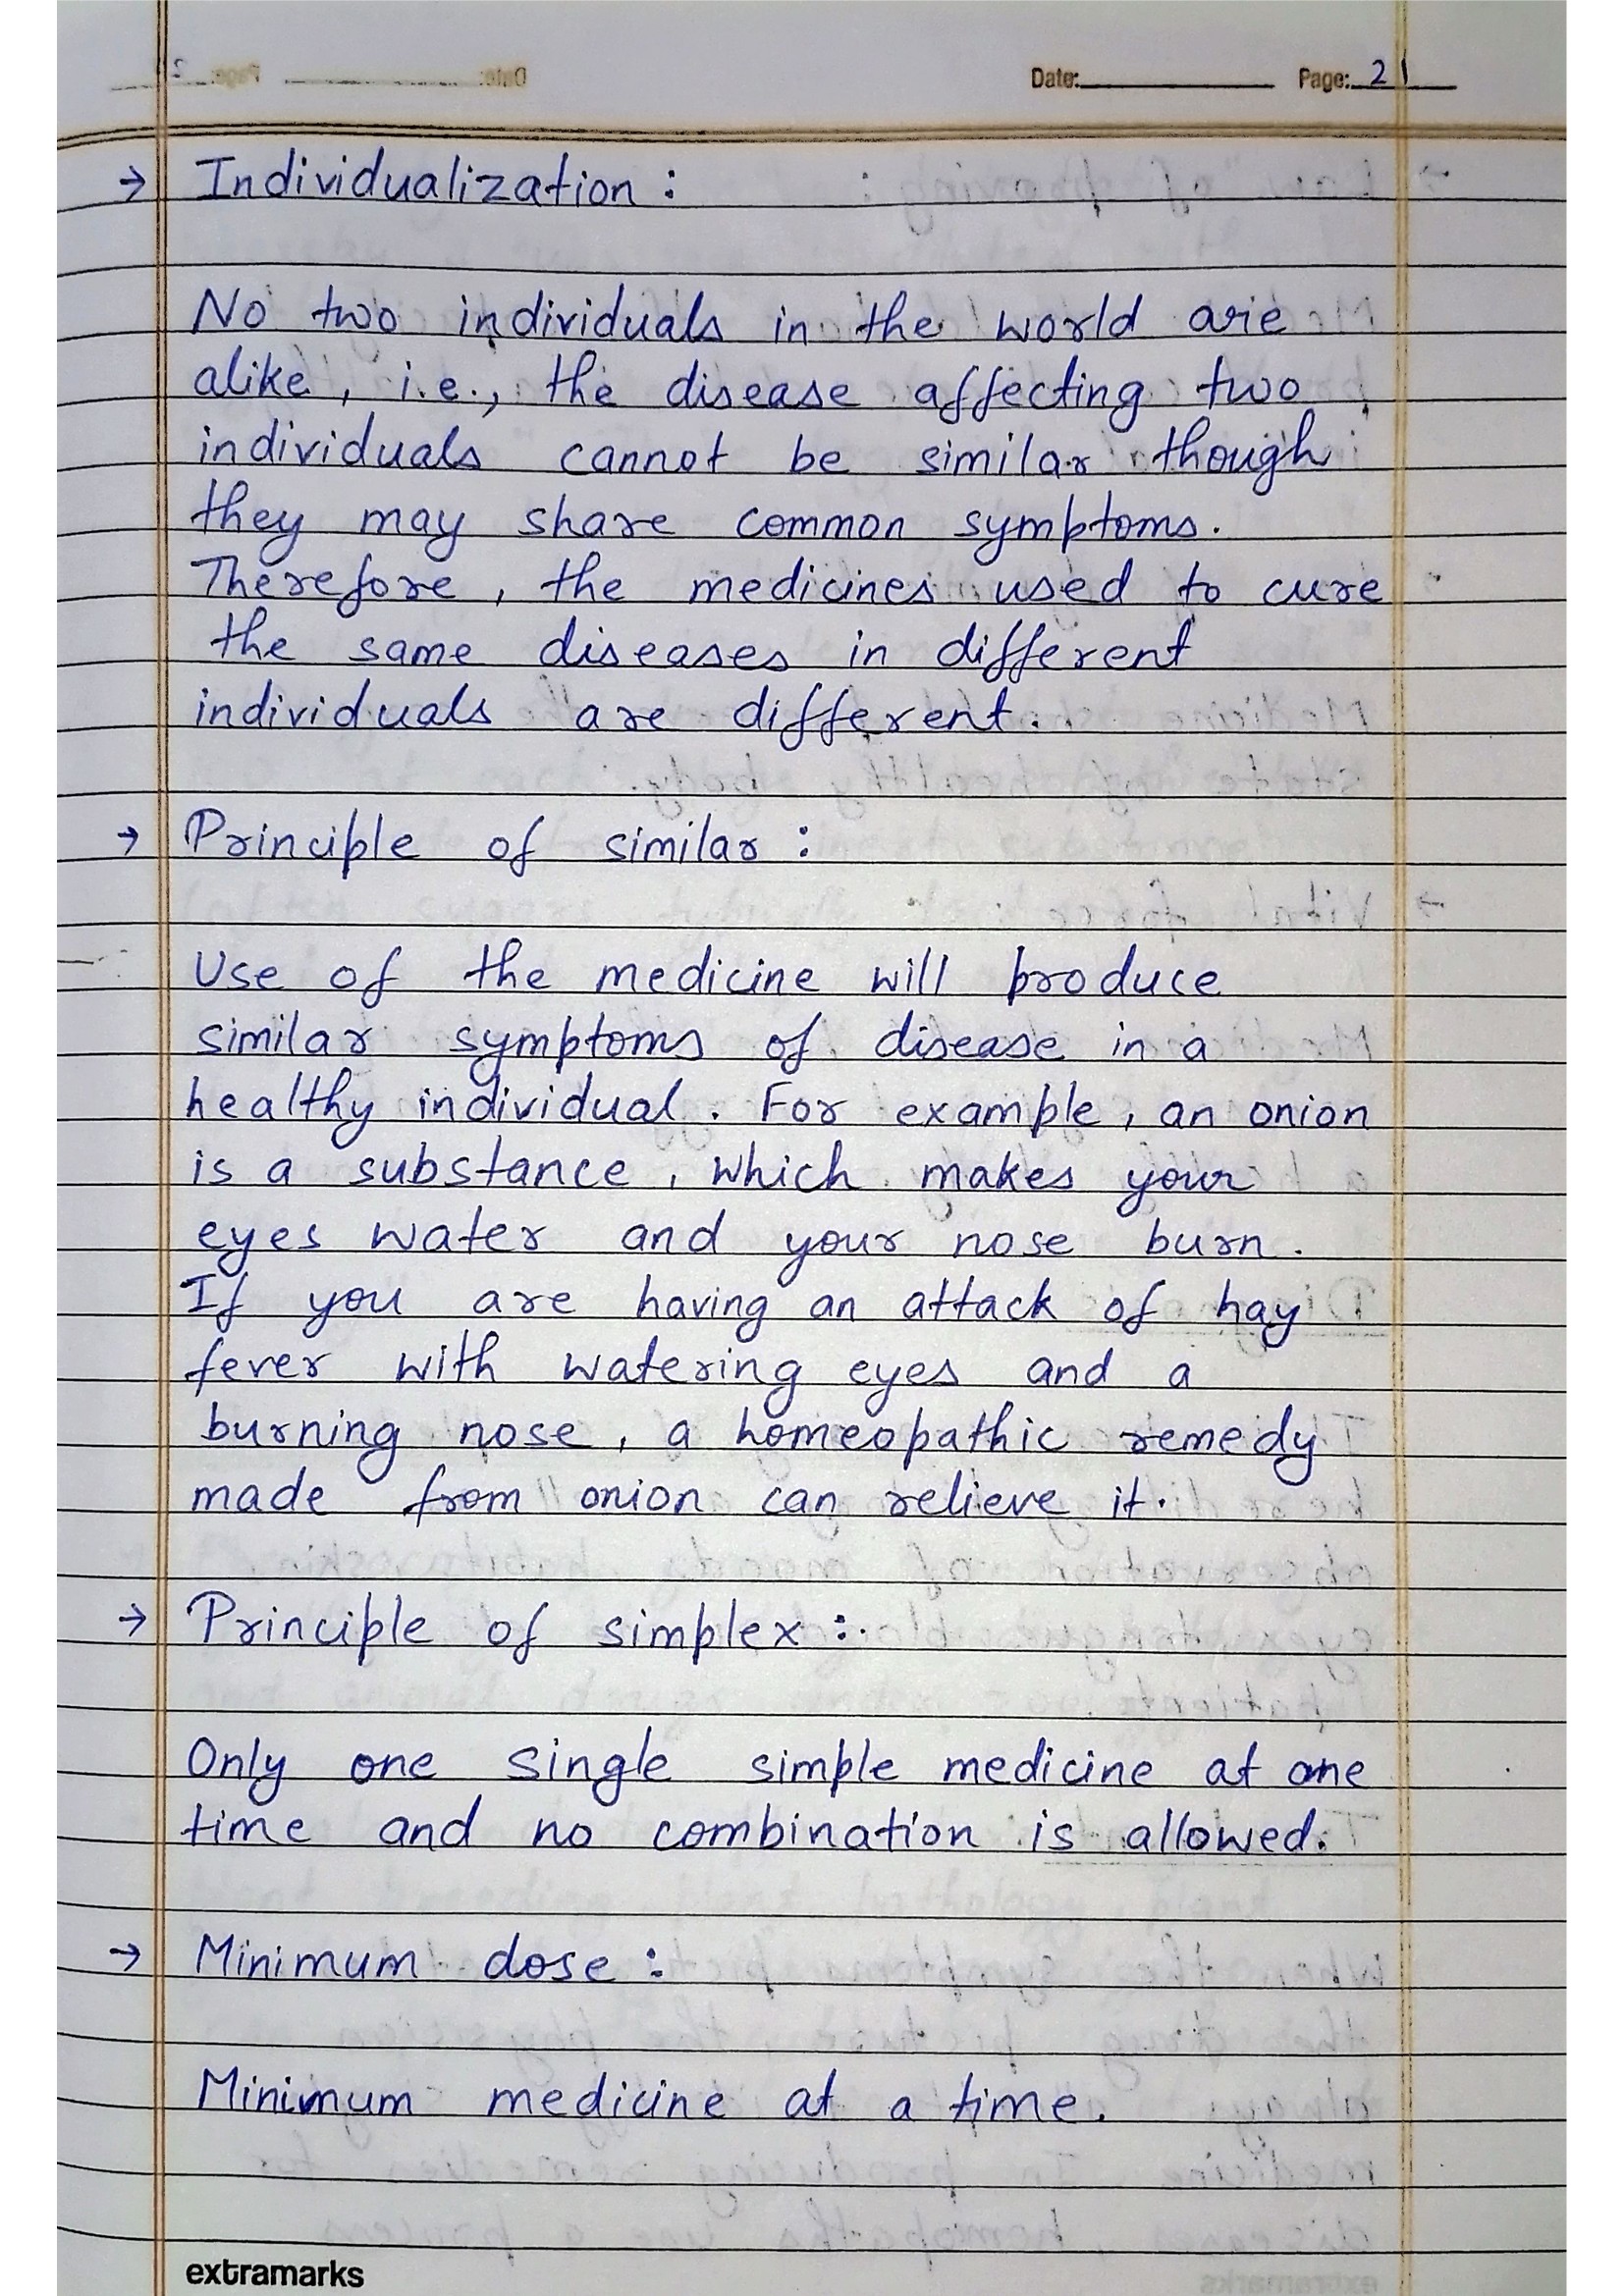 Date: Page: 2
→ Individualization :
No two individuals in the world are
alike, i.e., the disease affecting two
individuals cannot be similar though
they may share common symptoms.
Therefore, the medicines used to cure
the same diseases in different
individuals are different.
→ Principle of similar :
Use of the medicine will produce
similar symptoms of disease in a
healthy individual. For example, an onion
is a substance, which makes your
eyes water and your nose burn.
If you are having an attack of hay
fever with watering eyes and a
burning nose, a homeopathic remedy
made from onion can relieve it.
→ Principle of simplex :
Only one single simple medicine at one
time and no combination is allowed.
→ Minimum dose :
Minimum medicine at a time.
extramarks